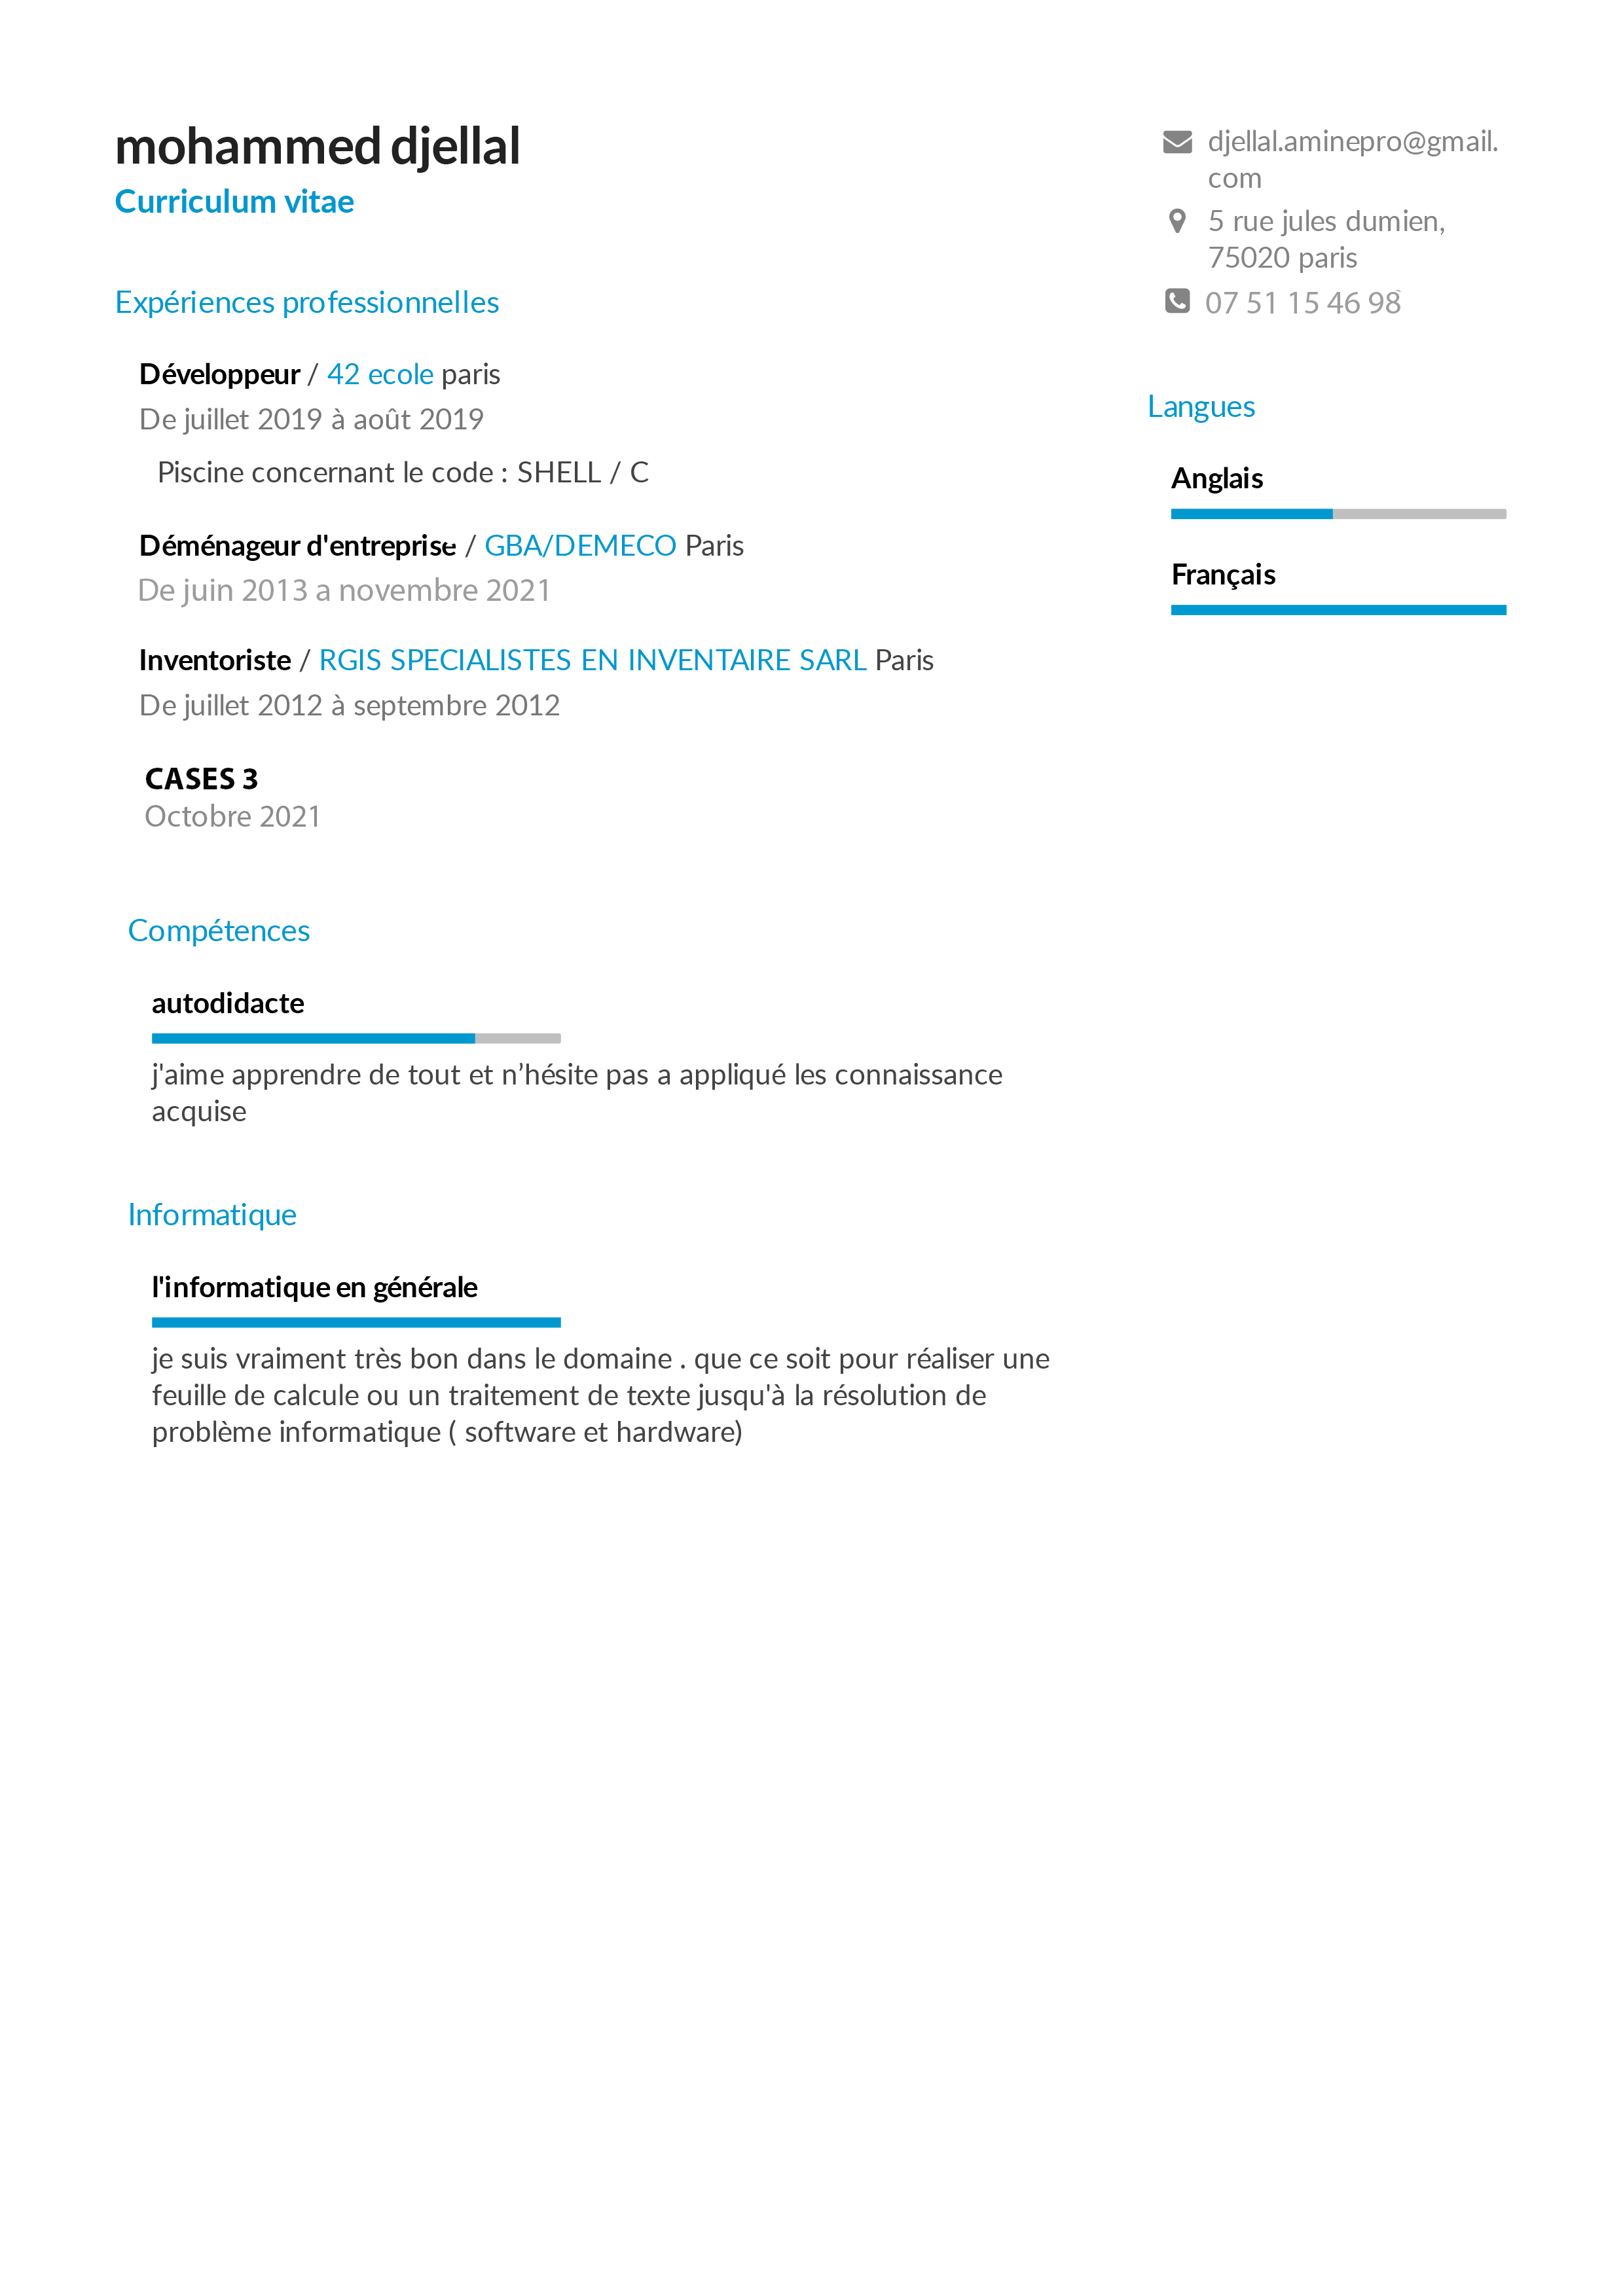 mohammed djellal
Curriculum vitae
djellal.aminepro@gmail.
com
5 rue jules dumien,
75020 paris
07 51 15 46 98
Expériences professionnelles
Développeur / 42 ecole paris
De juillet 2019 à août 2019
Piscine concernant le code : SHELL / C
Déménageur d'entreprise / GBA/DEMECO Paris
De juin 2013 a novembre 2021
Inventoriste / RGIS SPECIALISTES EN INVENTAIRE SARL Paris
De juillet 2012 à septembre 2012
CASES 3
Octobre 2021
Langues
Anglais
Français
Compétences
autodidacte
j'aime apprendre de tout et n’hésite pas a appliqué les connaissance
acquise
Informatique
l'informatique en générale
je suis vraiment très bon dans le domaine . que ce soit pour réaliser une
feuille de calcule ou un traitement de texte jusqu'à la résolution de
problème informatique ( software et hardware)